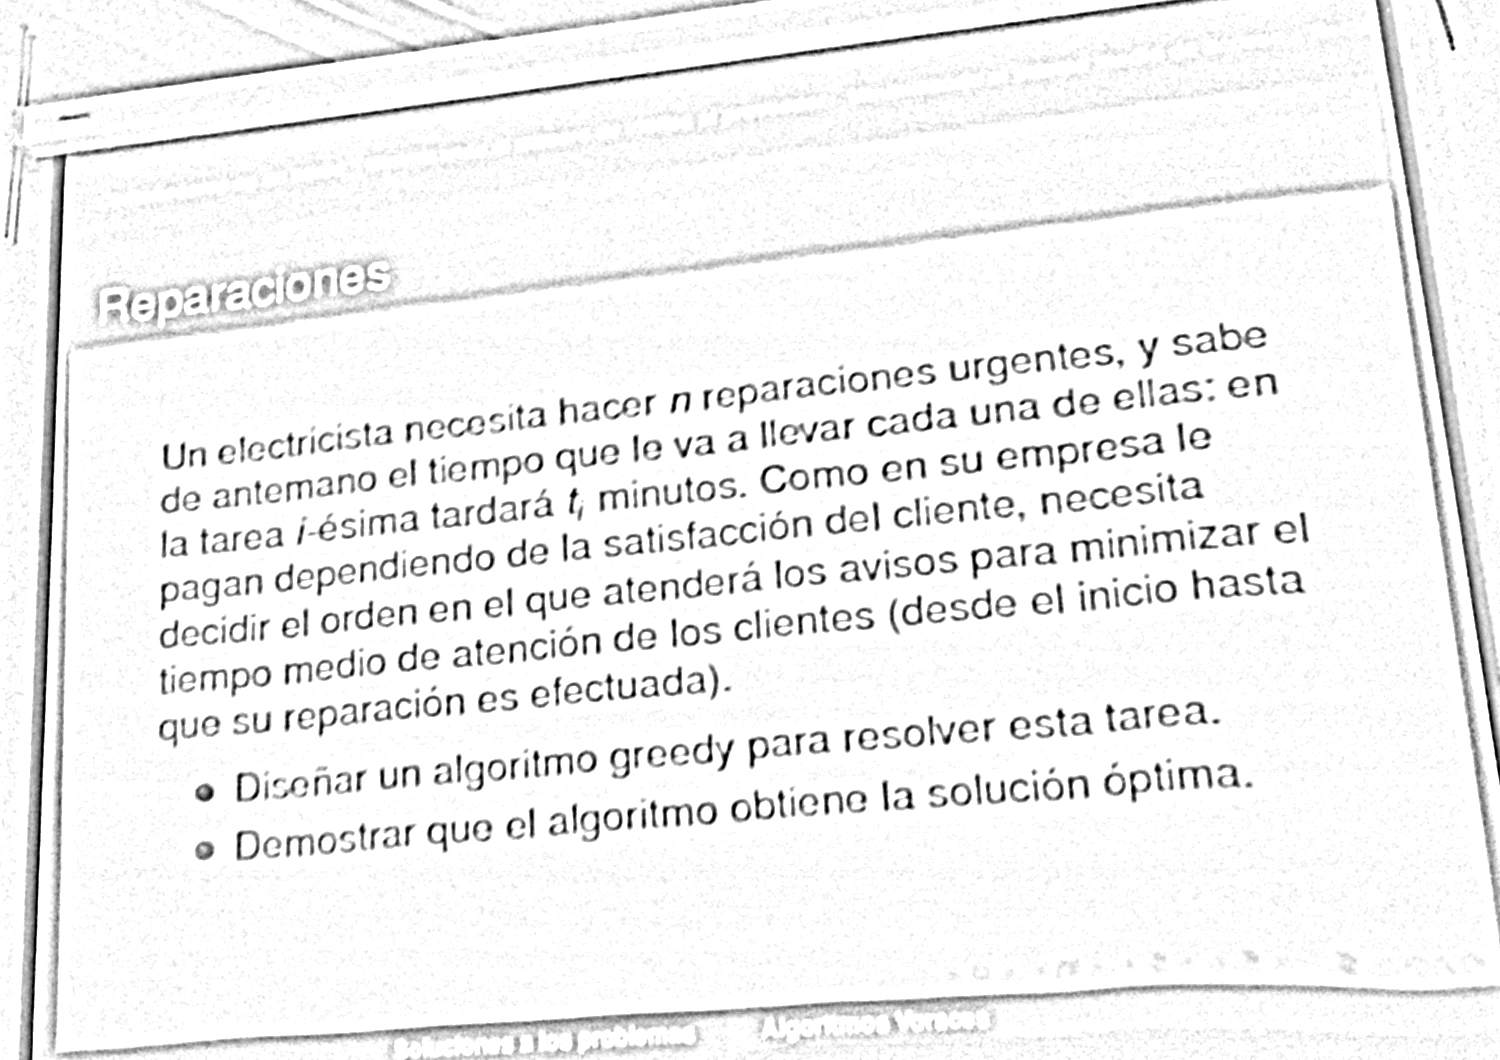 Reparaciones
Un electricista necesita hacer n reparaciones urgentes, y sabe
de antemano el tiempo que le va a llevar cada una de ellas: en
la tarea i-ésima tardará ti minutos. Como en su empresa le
pagan dependiendo de la satisfacción del cliente, necesita
decidir el orden en el que atenderá los avisos para minimizar el
tiempo medio de atención de los clientes (desde el inicio hasta
que su reparación es efectuada).
Diseñar un algoritmo greedy para resolver esta tarea.
Demostrar que el algoritmo obtiene la solución óptima.
Soluciones a los problemas Algoritmos Voraces